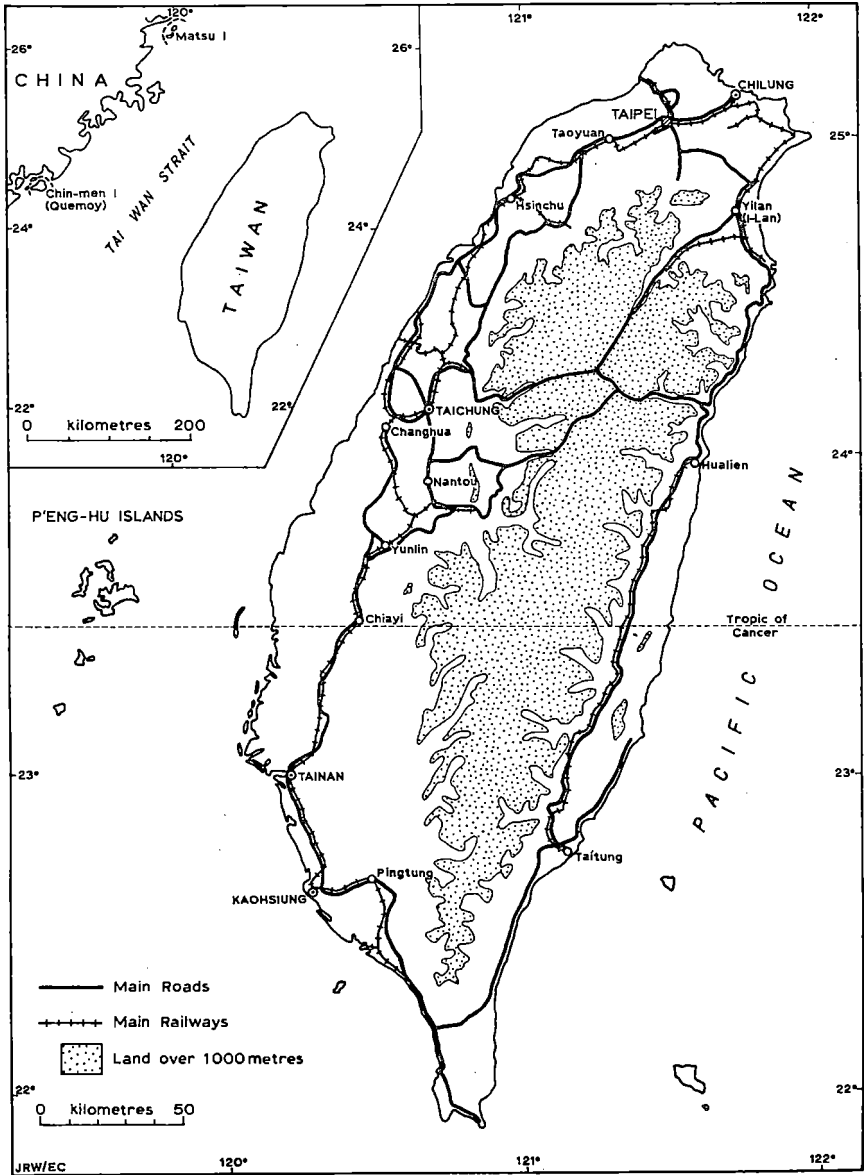 120°
121°
122°
26°
Matsu I
26°
CHINA
CHILUNG
TAIPEI
Taoyuan
25°
25°
Chin-men I
(Quemoy)
TAI WAN STRAIT
Hsinchu
Yilan
(I-Lan)
24°
24°
TAIWAN
22°
22°
0 kilometres 200
120°
TAICHUNG
Changhua
24°
Hualien
Nantou
P'ENG-HU ISLANDS
Yunlin
Chiayi
Tropic of
Cancer
PACIFIC OCEAN
23°
TAINAN
23°
Taitung
Pingtung
KAOHSIUNG
Main Roads
Main Railways
Land over 1000 metres
22°
22°
0 kilometres 50
JRW/EC
120°
121°
122°